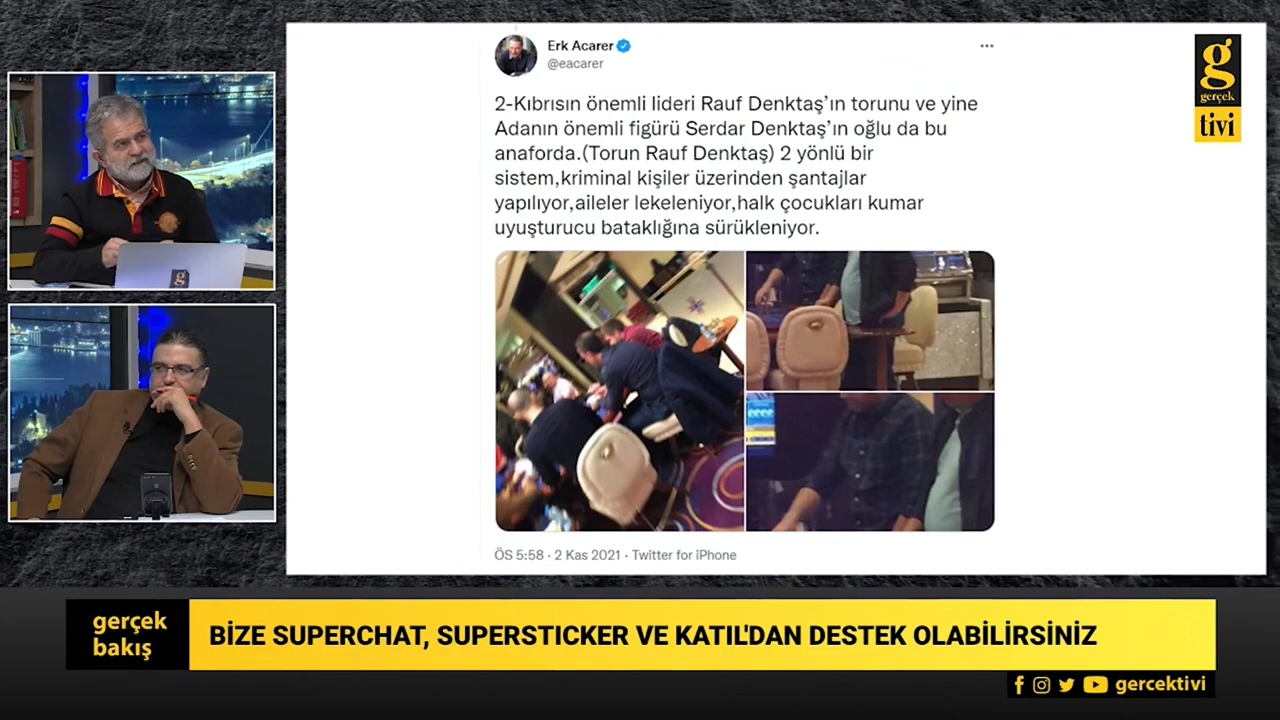 Erk Acarer
@eacarer
2-Kıbrısın önemli lideri Rauf Denktaş’ın torunu ve yine
Adanın önemli figürü Serdar Denktaş’ın oğlu da bu
anaforda.(Torun Rauf Denktaş) 2 yönlü bir
sistem,kriminal kişiler üzerinden şantajlar
yapılıyor,aileler lekeleniyor,halk çocukları kumar
uyuşturucu bataklığına sürükleniyor.
ÖS 5:58 · 2 Kas 2021 · Twitter for iPhone
g
gerçek
tivi
g
gerçek
bakış
BİZE SUPERCHAT, SUPERSTICKER VE KATIL'DAN DESTEK OLABİLİRSİNİZ
gercektivi